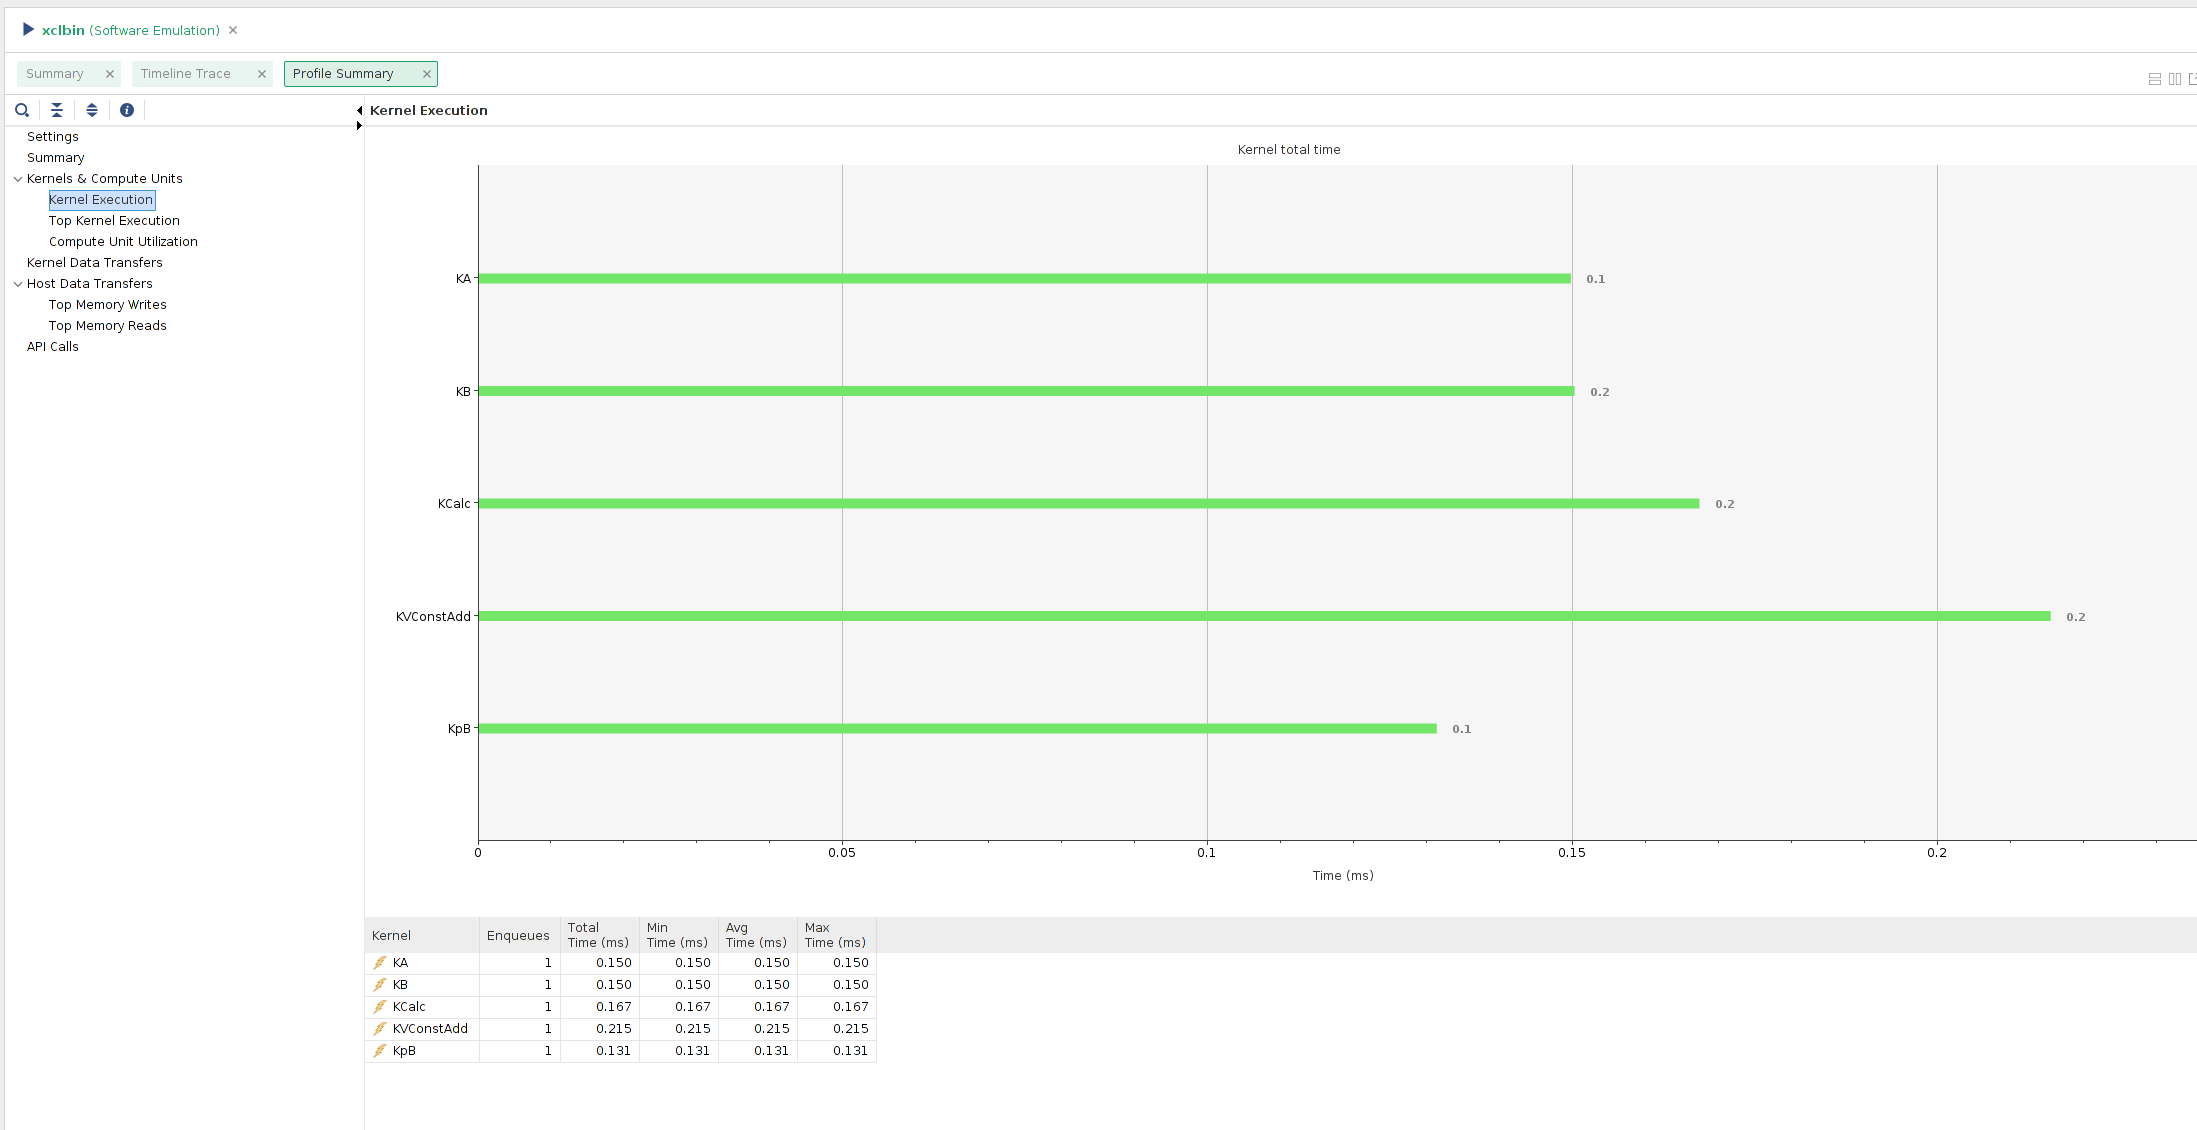 xclbin (Software Emulation)
Summary
Timeline Trace
Profile Summary
Kernel Execution
Settings
Summary
Kernels & Compute Units
Kernel Execution
Top Kernel Execution
Compute Unit Utilization
Kernel Data Transfers
Host Data Transfers
Top Memory Writes
Top Memory Reads
API Calls
Kernel total time
KA 0.1
KB 0.2
KCalc 0.2
KVConstAdd 0.2
KpB 0.1
0 0.05 0.1 0.15 0.2
Time (ms)
Kernel Enqueues Total Time (ms) Min Time (ms) Avg Time (ms) Max Time (ms)
KA 1 0.150 0.150 0.150 0.150
KB 1 0.150 0.150 0.150 0.150
KCalc 1 0.167 0.167 0.167 0.167
KVConstAdd 1 0.215 0.215 0.215 0.215
KpB 1 0.131 0.131 0.131 0.131